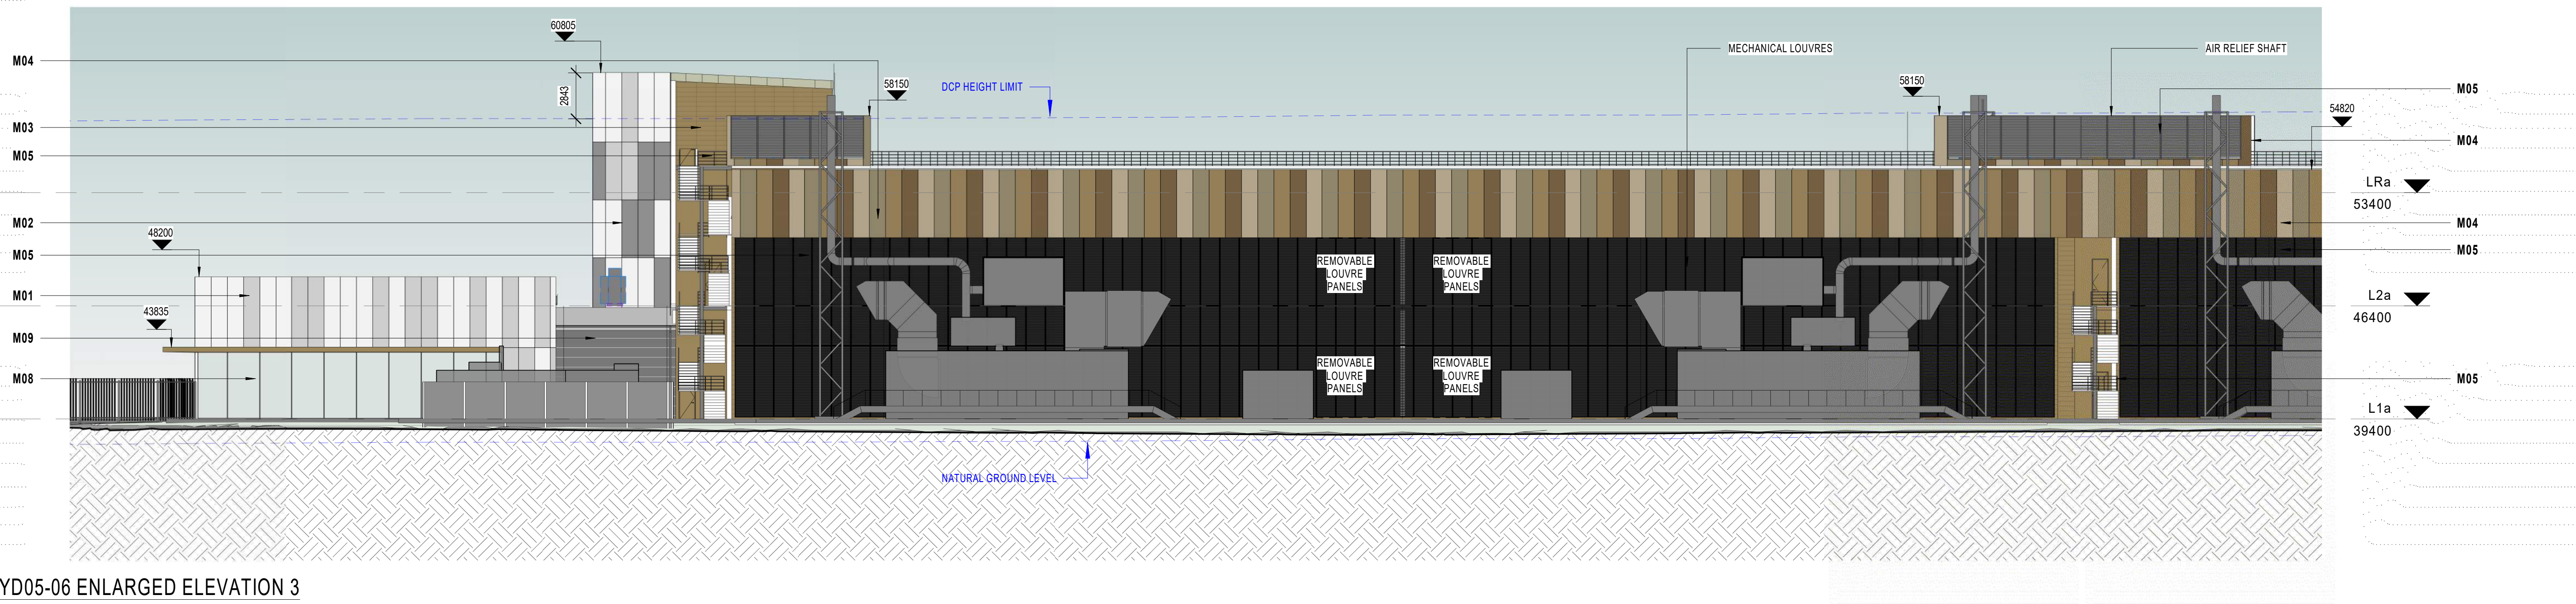 60805
M04
MECHANICAL LOUVRES
AIR RELIEF SHAFT
58150
DCP HEIGHT LIMIT
58150
M05
2843
54820
M03
M04
M05
LRa
53400
M02
M04
48200
M05
M05
REMOVABLE
LOUVRE
PANELS
REMOVABLE
LOUVRE
PANELS
M01
L2a
46400
43835
M09
REMOVABLE
LOUVRE
PANELS
REMOVABLE
LOUVRE
PANELS
M08
M05
L1a
39400
NATURAL GROUND LEVEL
YD05-06 ENLARGED ELEVATION 3